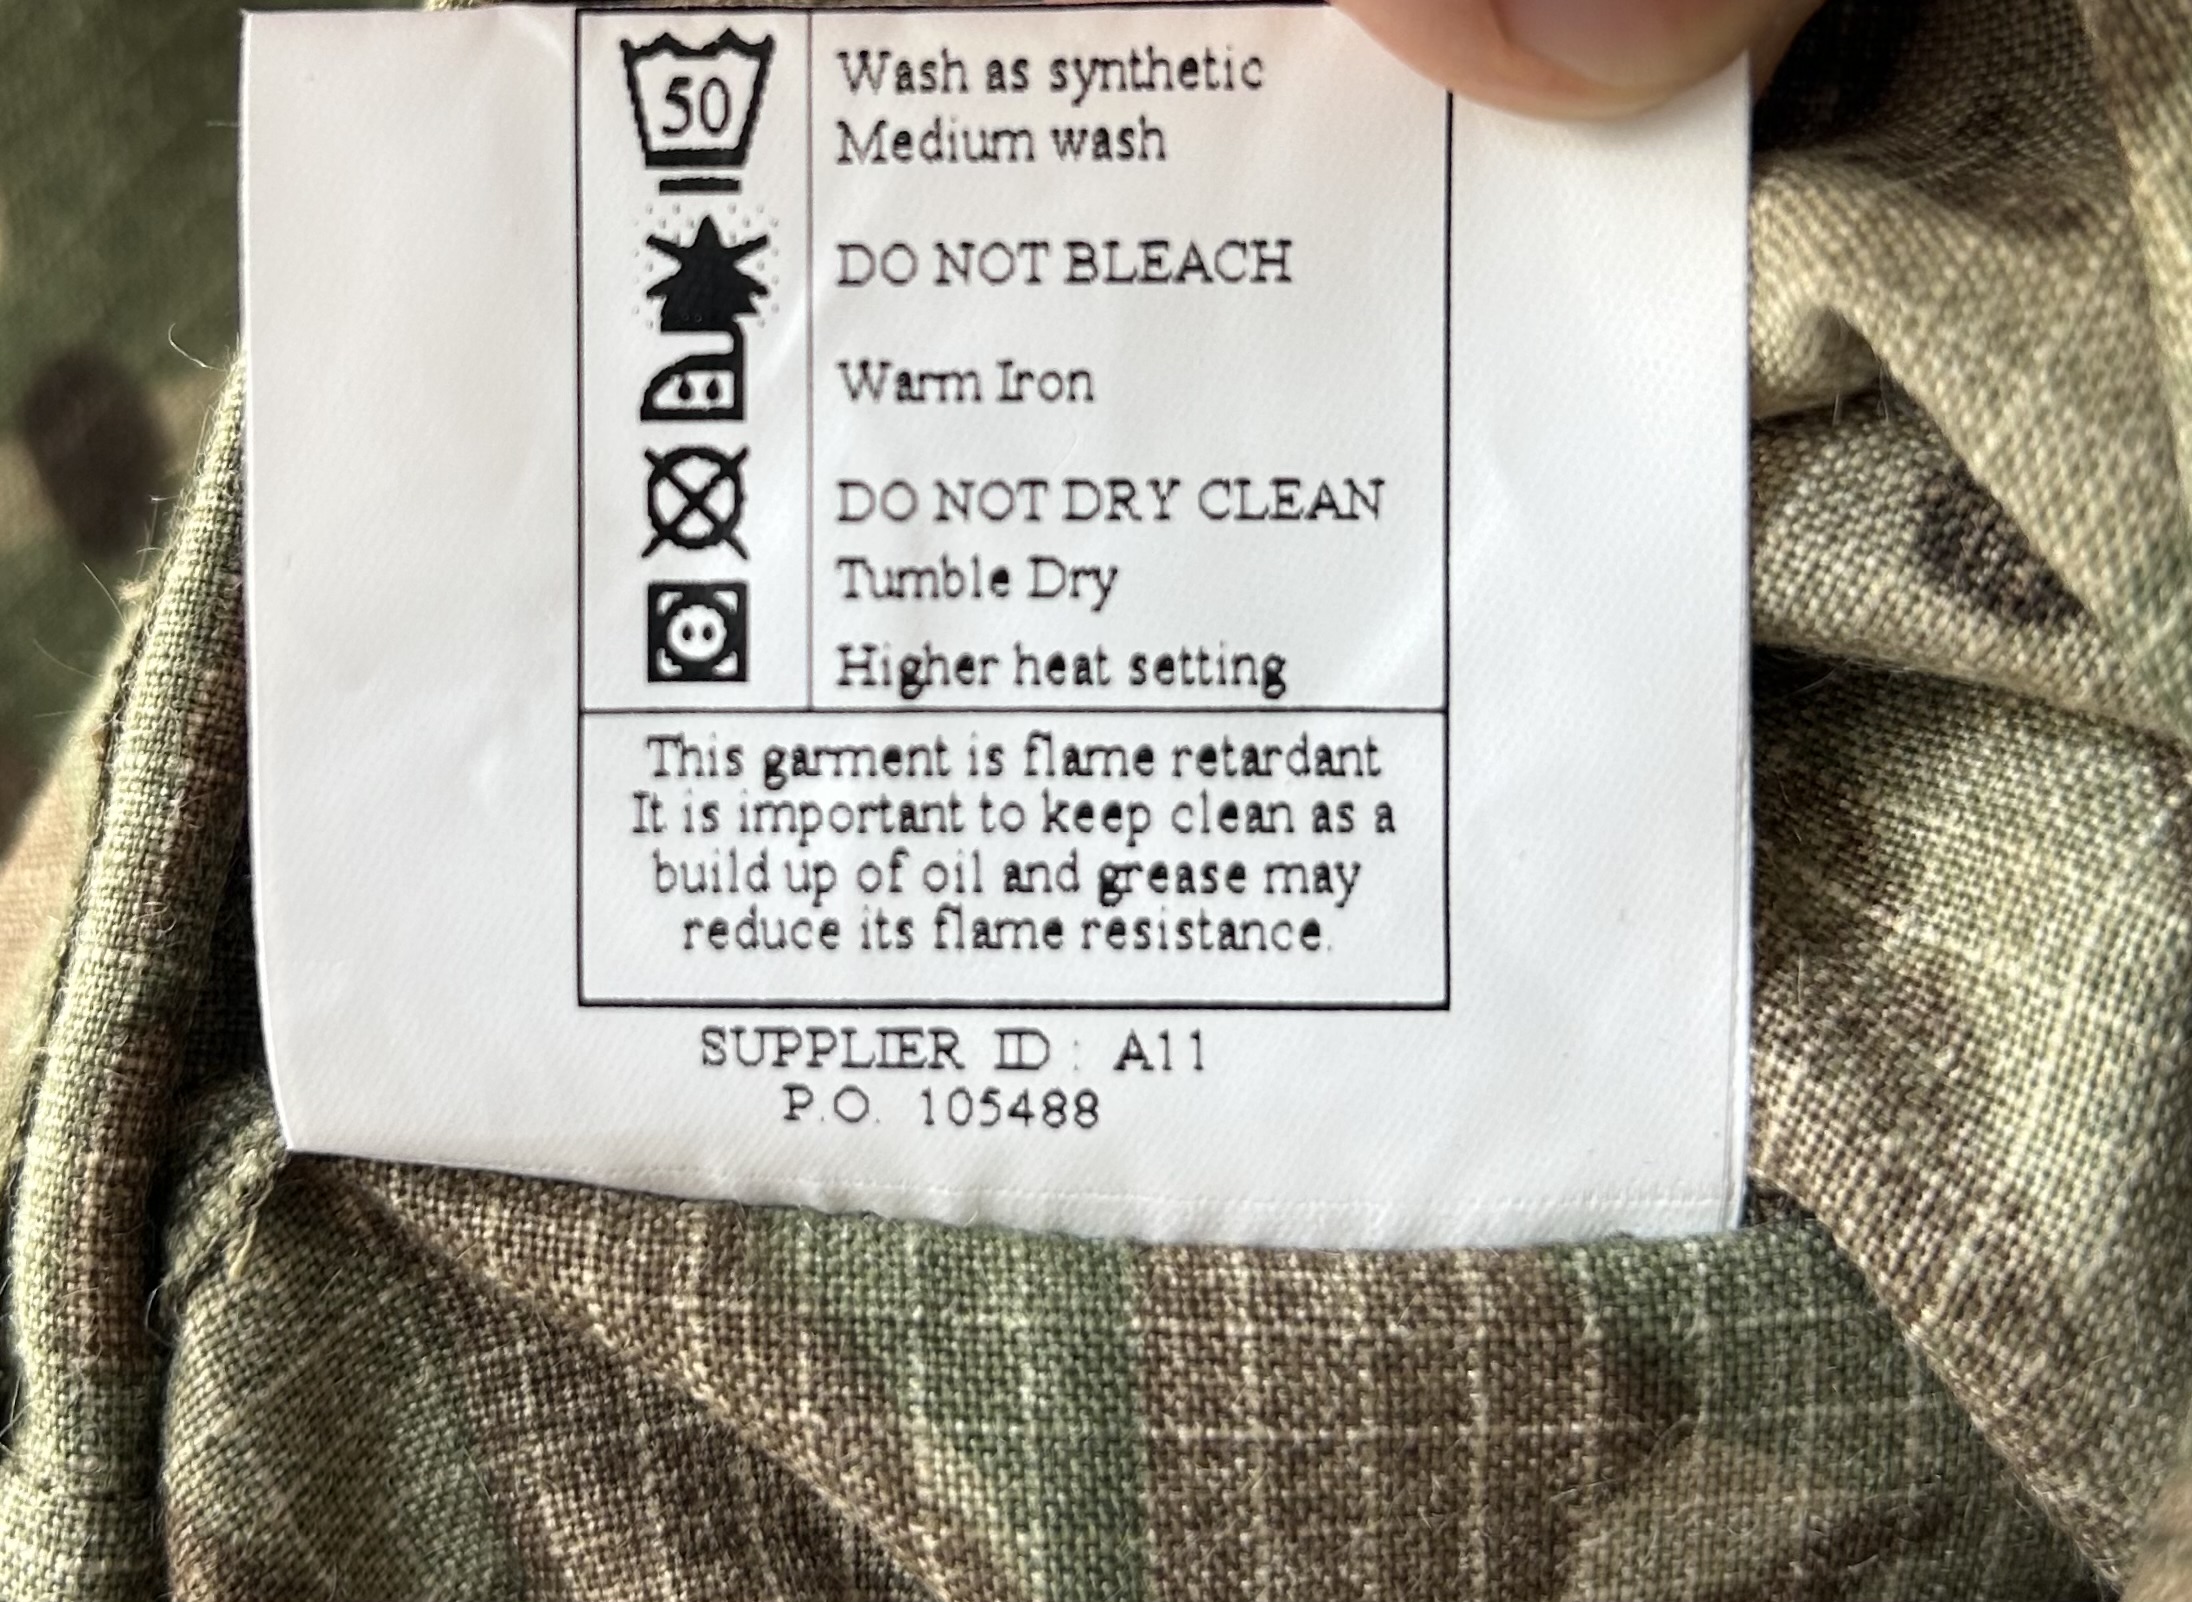 50
Wash as synthetic
Medium wash
DO NOT BLEACH
Warm Iron
DO NOT DRY CLEAN
Tumble Dry
Higher heat setting
This garment is flame retardant
It is important to keep clean as a
build up of oil and grease may
reduce its flame resistance.
SUPPLIER ID : A11
P.O. 105488